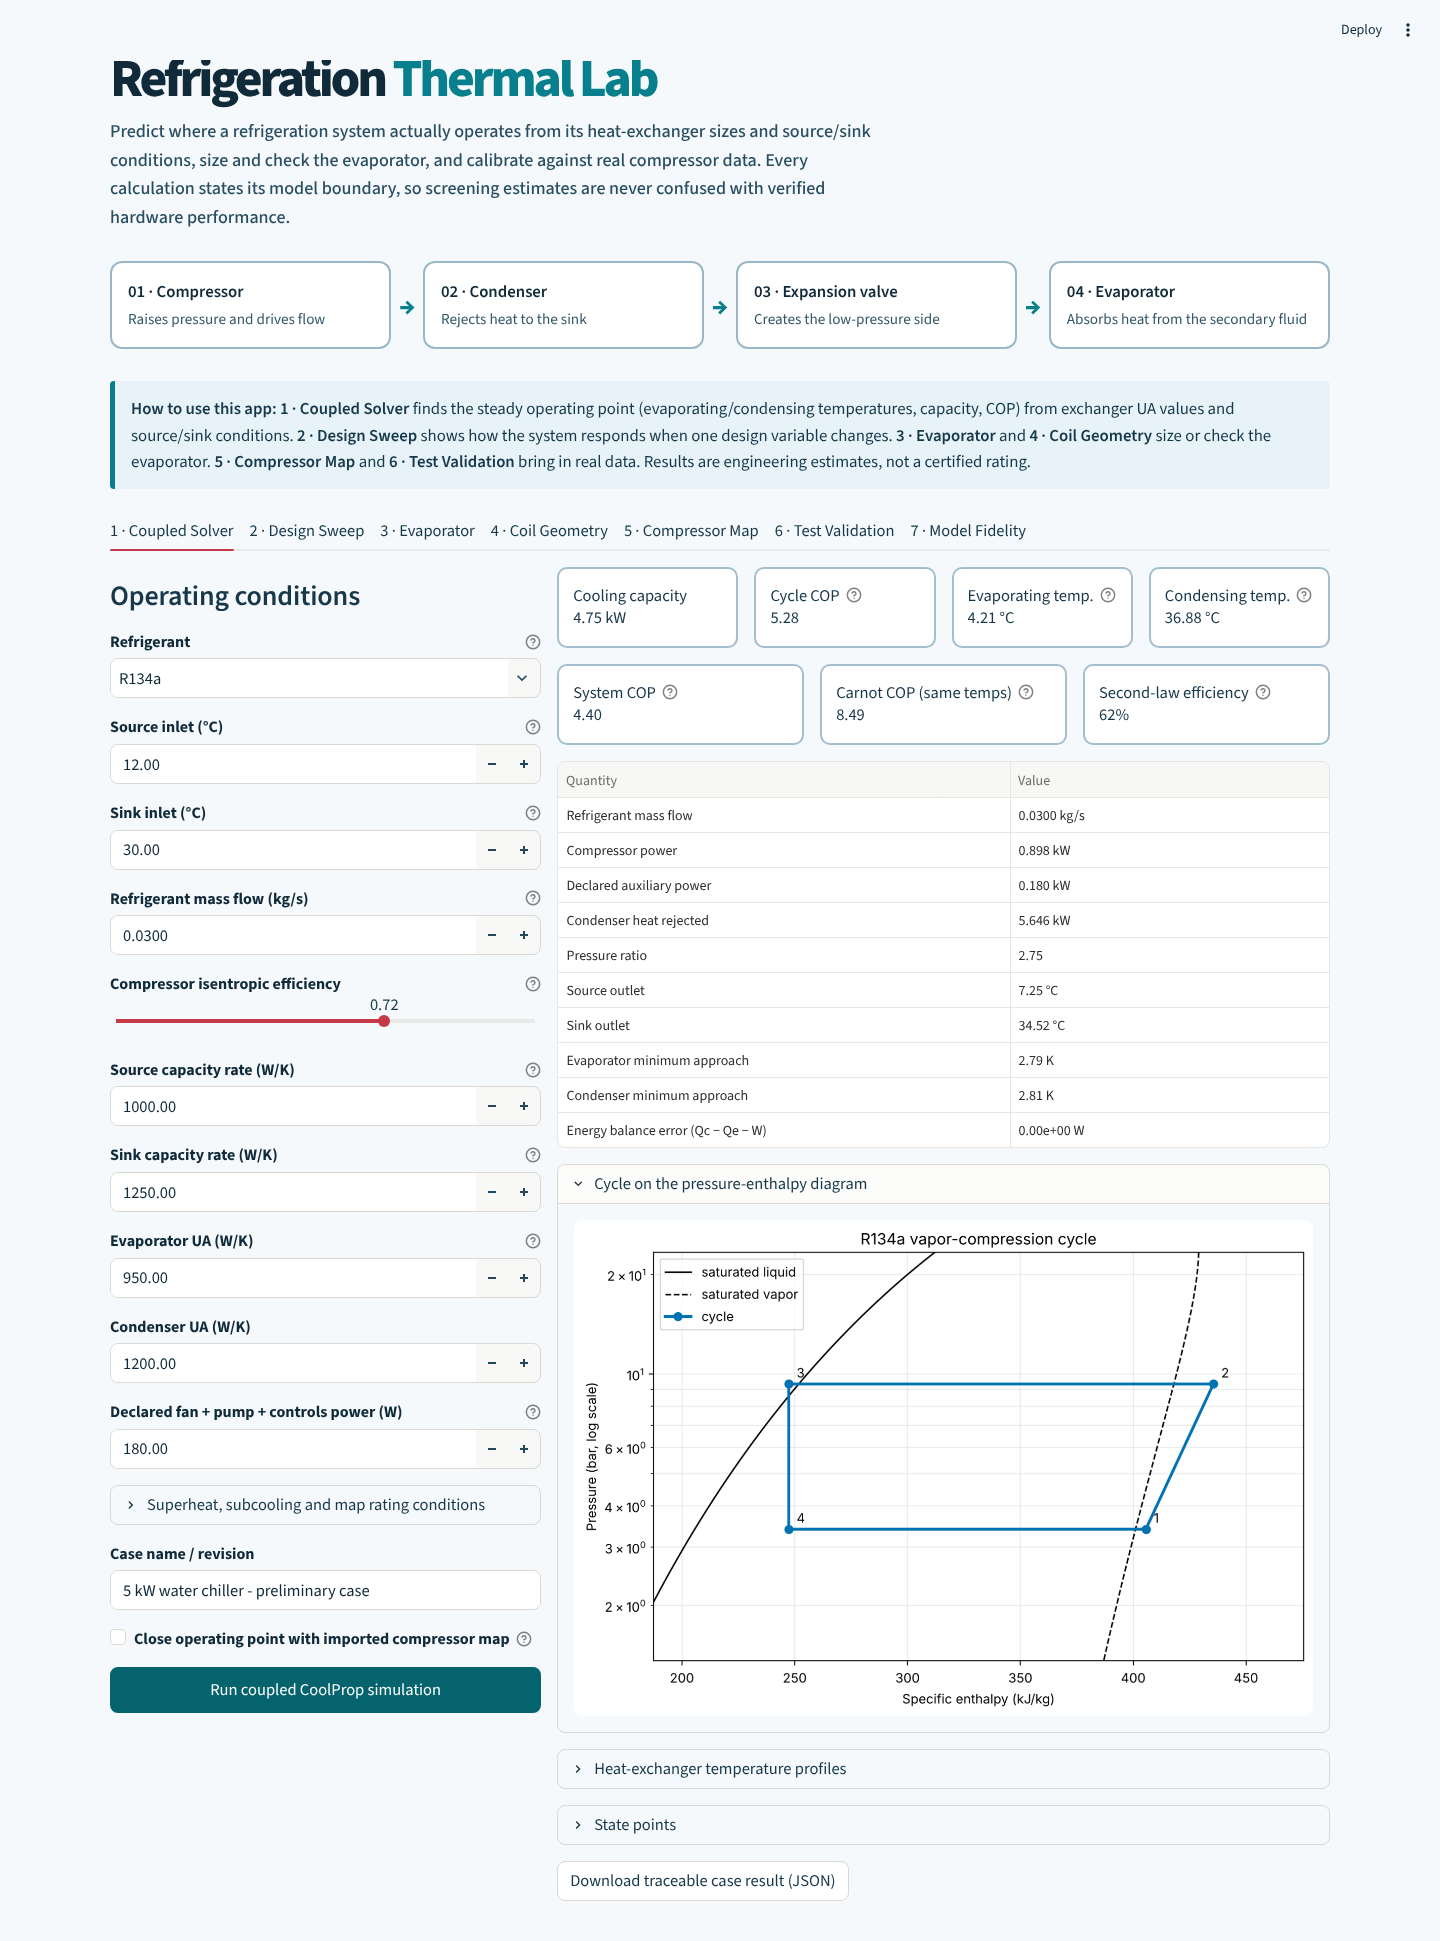 Deploy
Refrigeration Thermal Lab
Predict where a refrigeration system actually operates from its heat-exchanger sizes and source/sink
conditions, size and check the evaporator, and calibrate against real compressor data. Every
calculation states its model boundary, so screening estimates are never confused with verified
hardware performance.
01 · Compressor
Raises pressure and drives flow
02 · Condenser
Rejects heat to the sink
03 · Expansion valve
Creates the low-pressure side
04 · Evaporator
Absorbs heat from the secondary fluid
How to use this app: 1 · Coupled Solver finds the steady operating point (evaporating/condensing temperatures, capacity, COP) from exchanger UA values and
source/sink conditions. 2 · Design Sweep shows how the system responds when one design variable changes. 3 · Evaporator and 4 · Coil Geometry size or check the
evaporator. 5 · Compressor Map and 6 · Test Validation bring in real data. Results are engineering estimates, not a certified rating.
1 · Coupled Solver 2 · Design Sweep 3 · Evaporator 4 · Coil Geometry 5 · Compressor Map 6 · Test Validation 7 · Model Fidelity
Operating conditions
Refrigerant
R134a
Source inlet (°C)
12.00
Sink inlet (°C)
30.00
Refrigerant mass flow (kg/s)
0.0300
Compressor isentropic efficiency
0.72
Source capacity rate (W/K)
1000.00
Sink capacity rate (W/K)
1250.00
Evaporator UA (W/K)
950.00
Condenser UA (W/K)
1200.00
Declared fan + pump + controls power (W)
180.00
Superheat, subcooling and map rating conditions
Case name / revision
5 kW water chiller - preliminary case
Close operating point with imported compressor map
Run coupled CoolProp simulation
Cooling capacity
4.75 kW
Cycle COP
5.28
Evaporating temp.
4.21 °C
Condensing temp.
36.88 °C
System COP
4.40
Carnot COP (same temps)
8.49
Second-law efficiency
62%
Quantity Value
Refrigerant mass flow 0.0300 kg/s
Compressor power 0.898 kW
Declared auxiliary power 0.180 kW
Condenser heat rejected 5.646 kW
Pressure ratio 2.75
Source outlet 7.25 °C
Sink outlet 34.52 °C
Evaporator minimum approach 2.79 K
Condenser minimum approach 2.81 K
Energy balance error (Qc − Qe − W) 0.00e+00 W
Cycle on the pressure-enthalpy diagram
R134a vapor-compression cycle
saturated liquid
saturated vapor
cycle
Pressure (bar, log scale)
2 × 10¹
10¹
6 × 10⁰
4 × 10⁰
3 × 10⁰
2 × 10⁰
3
2
4
1
200 250 300 350 400 450
Specific enthalpy (kJ/kg)
Heat-exchanger temperature profiles
State points
Download traceable case result (JSON)